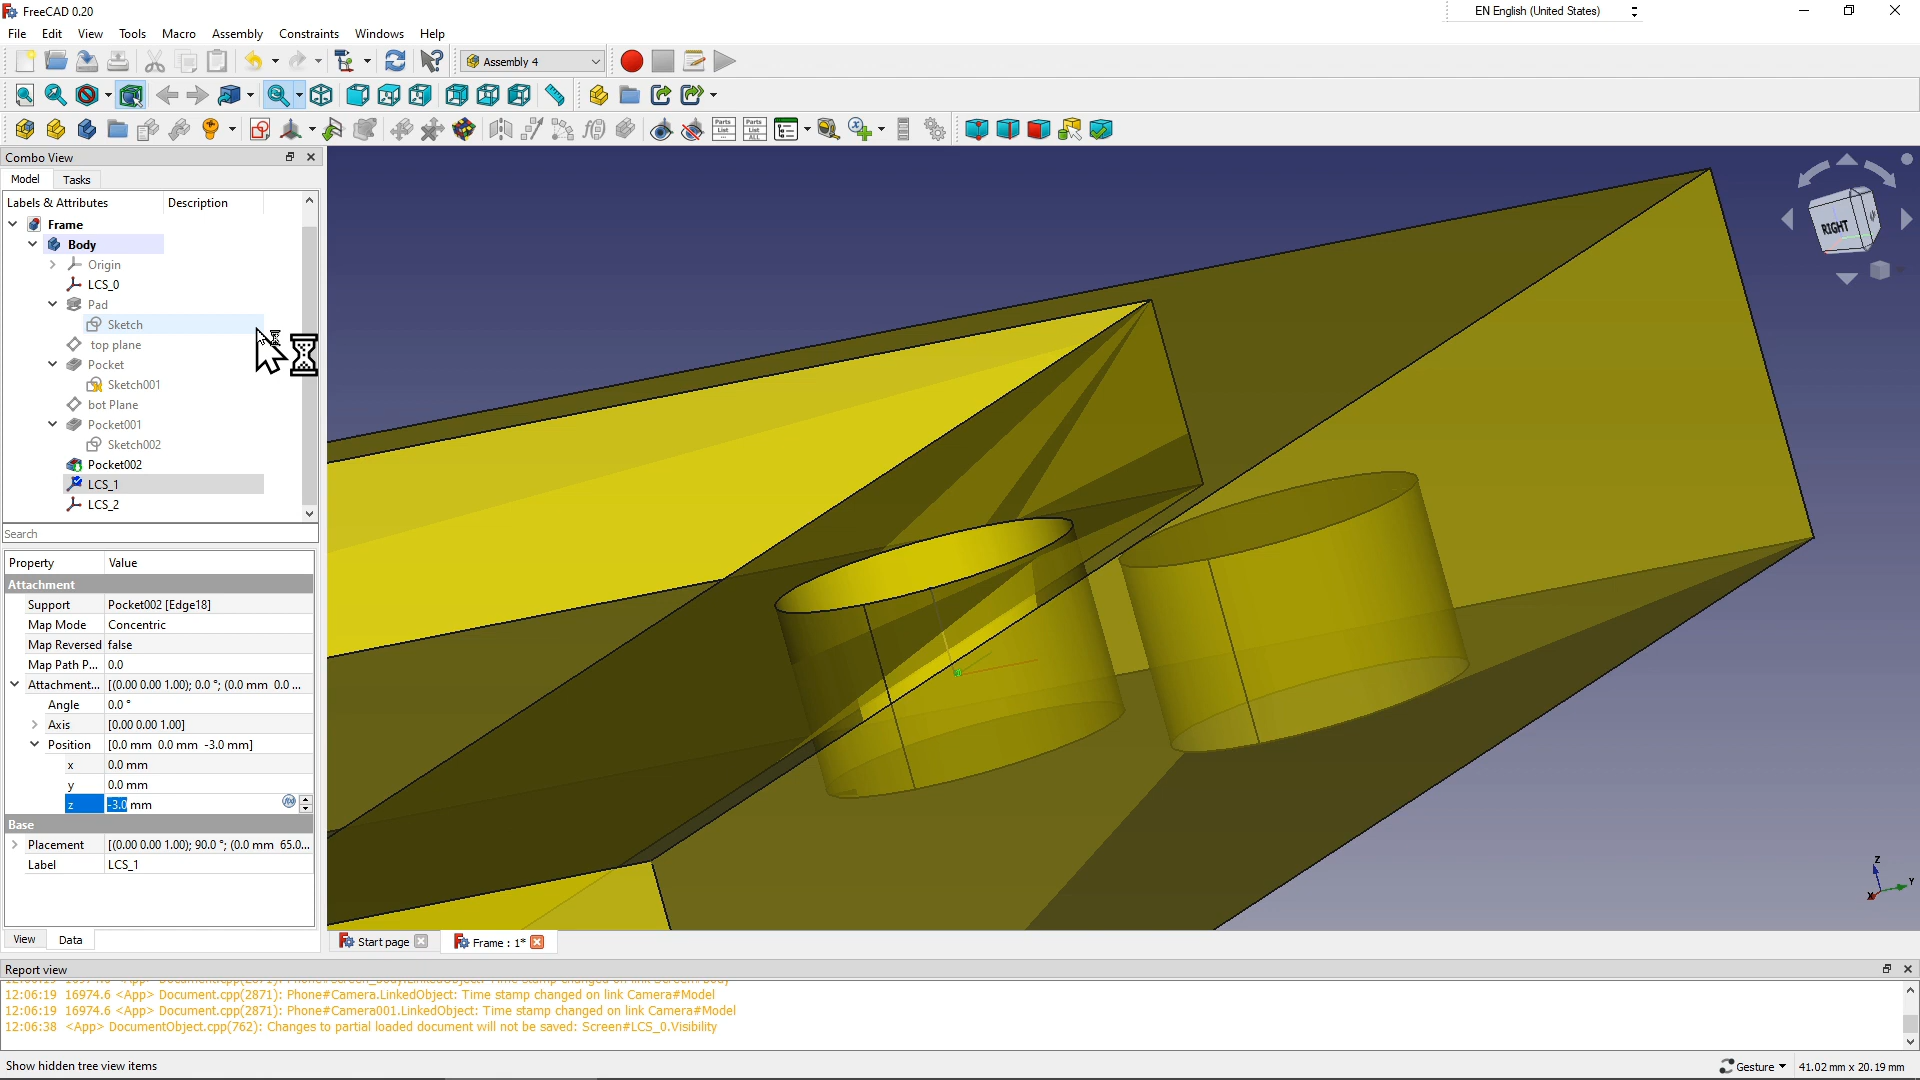 FreeCAD 0.20
EN English (United States)
File Edit View Tools Macro Assembly Constraints Windows Help
Assembly 4
Parts List
Parts List ALL
Combo View
Model Tasks
Labels & Attributes Description
Frame
Body
Origin
LCS_0
Pad
Sketch
top plane
Pocket
Sketch001
bot Plane
Pocket001
Sketch002
Pocket002
LCS_1
LCS_2
Search
Property Value
Attachment
Support Pocket002 [Edge18]
Map Mode Concentric
Map Reversed false
Map Path P... 0.0
Attachment... [(0.00 0.00 1.00); 0.0 °; (0.0 mm 0.0 ...
Angle 0.0 °
Axis [0.00 0.00 1.00]
Position [0.0 mm 0.0 mm -3.0 mm]
x 0.0 mm
y 0.0 mm
z -3.0 mm
Base
Placement [(0.00 0.00 1.00); 90.0 °; (0.0 mm 65.0...
Label LCS_1
View Data
RIGHT
Z
Y
X
Start page Frame : 1*
Report view
12:06:19 16974.6 <App> Document.cpp(2871): Phone#Camera.LinkedObject: Time stamp changed on link Camera#Model
12:06:19 16974.6 <App> Document.cpp(2871): Phone#Camera001.LinkedObject: Time stamp changed on link Camera#Model
12:06:38 <App> DocumentObject.cpp(762): Changes to partial loaded document will not be saved: Screen#LCS_0.Visibility
Show hidden tree view items
Gesture 41.02 mm x 20.19 mm